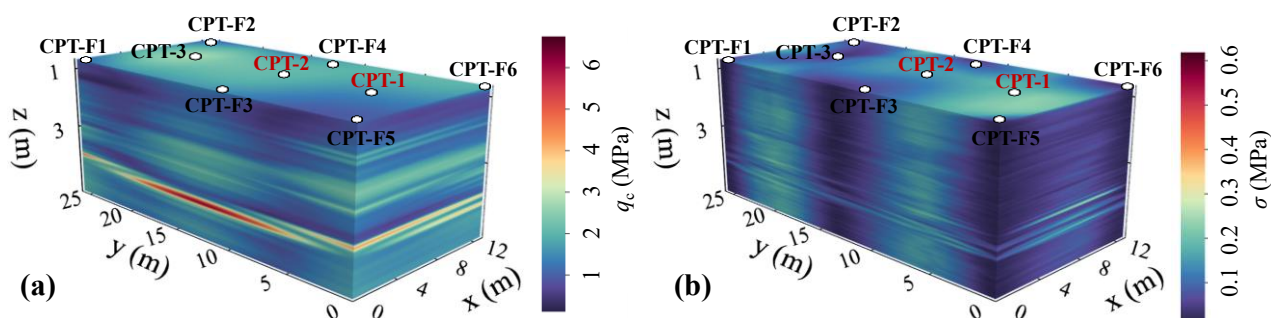 CPT-F1
CPT-F2
CPT-3
CPT-F4
CPT-2
CPT-1
CPT-F6
CPT-F3
CPT-F5
1
3
z (m)
25
20
15
10
5
0
y (m)
0
4
8
12
x (m)
6
5
4
3
2
1
q_c (MPa)
(a)
CPT-F1
CPT-F2
CPT-3
CPT-F4
CPT-2
CPT-1
CPT-F6
CPT-F3
CPT-F5
1
3
z (m)
25
20
15
10
5
0
y (m)
0
4
8
12
x (m)
0.6
0.5
0.4
0.3
0.2
0.1
σ (MPa)
(b)